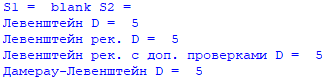 S1 =  blank S2 =
Левенштейн D =  5
Левенштейн рек. D =  5
Левенштейн рек. с доп. проверками D =  5
Дамерау-Левенштейн D =  5